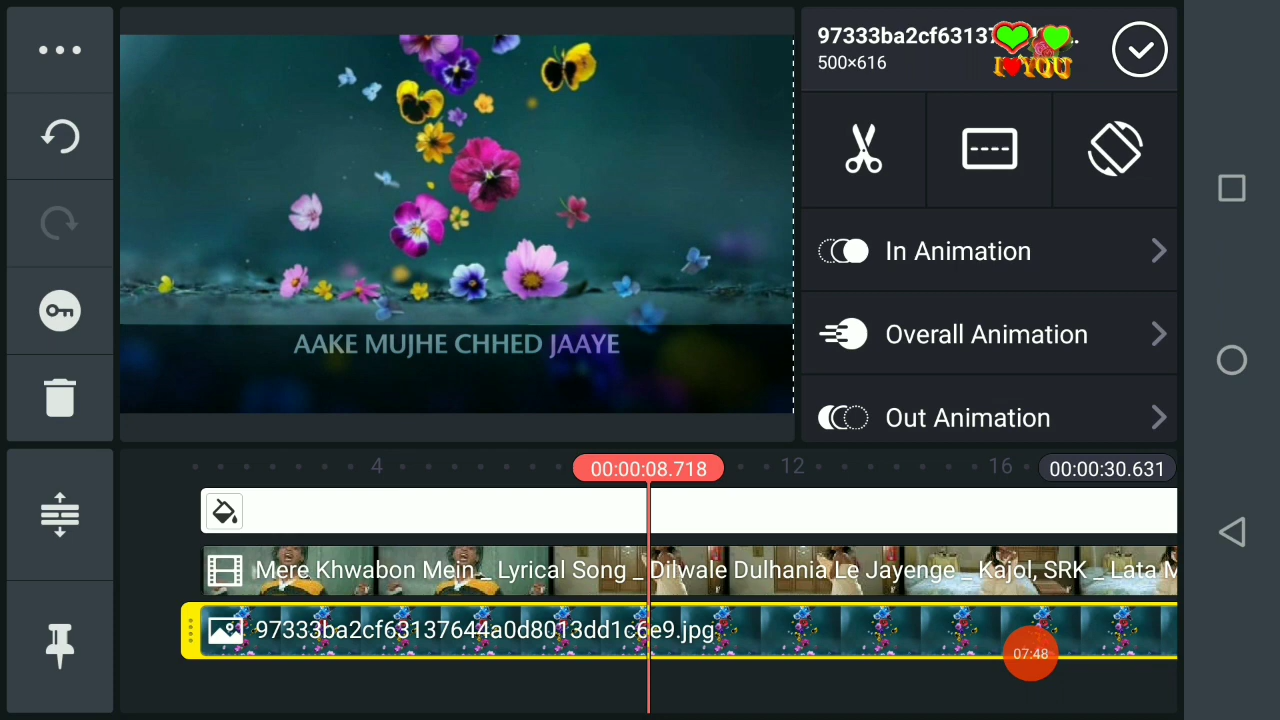 97333ba2cf6313
500×616
I YOU
In Animation
Overall Animation
Out Animation
AAKE MUJHE CHHED JAAYE
4
00:00:08.718
12
16
00:00:30.631
Mere Khwabon Mein _ Lyrical Song _ Dilwale Dulhania Le Jayenge _ Kajol, SRK _ Lata M
97333ba2cf63137644a0d8013dd1c6e9.jpg
07:48